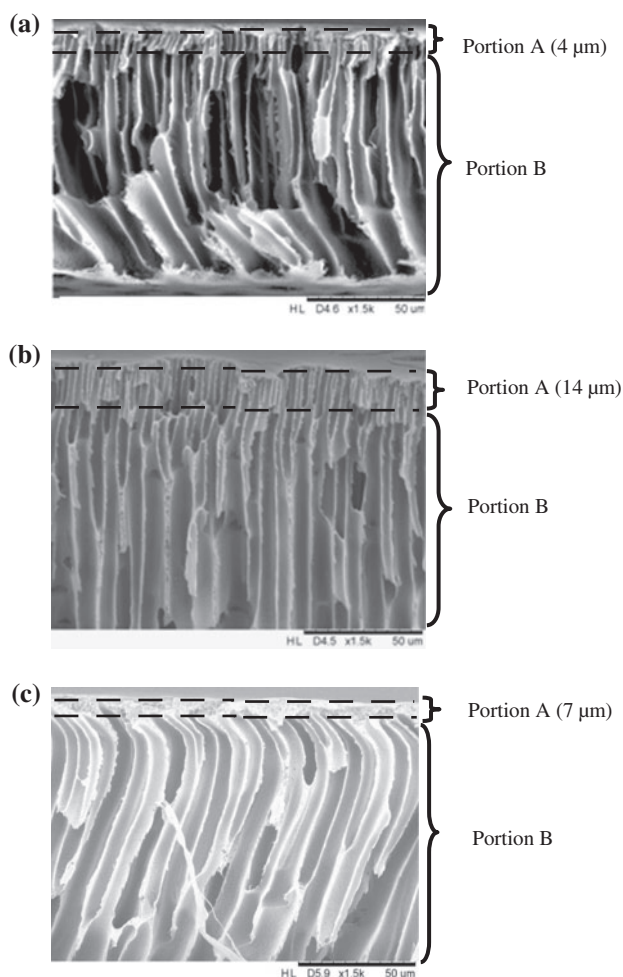 (a)
Portion A (4 µm)
Portion B
HL D4.6 x1.5k 50 um
(b)
Portion A (14 µm)
Portion B
HL D4.5 x1.5k 50 um
(c)
Portion A (7 µm)
Portion B
HL D5.9 x1.5k 50 um